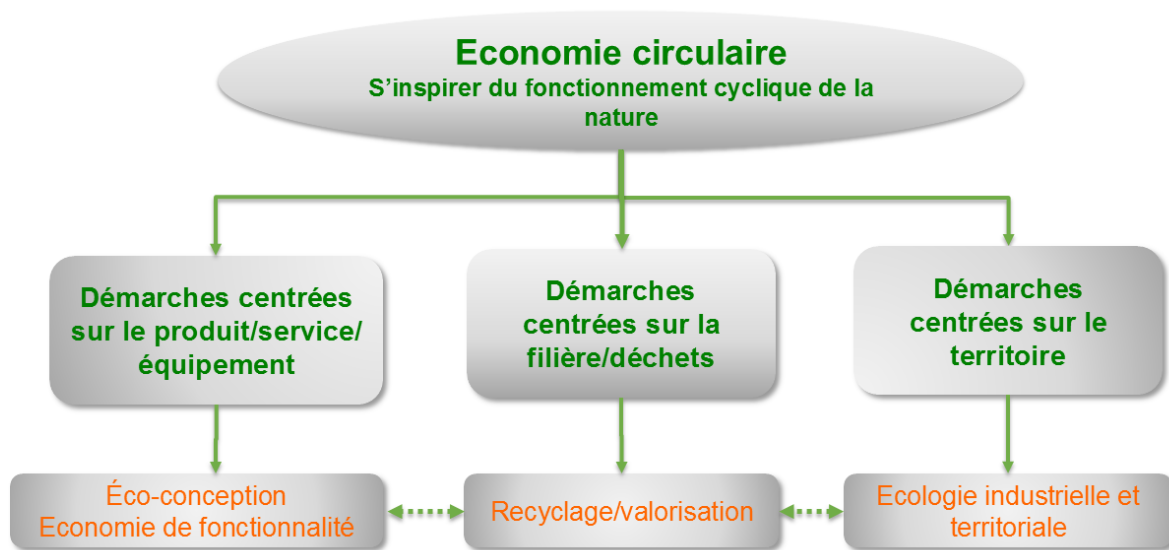 Economie circulaire
S’inspirer du fonctionnement cyclique de la
nature
Démarches centrées
sur le produit/service/
équipement
Démarches
centrées sur la
filière/déchets
Démarches
centrées sur le
territoire
Éco-conception
Economie de fonctionnalité
Recyclage/valorisation
Ecologie industrielle et
territoriale